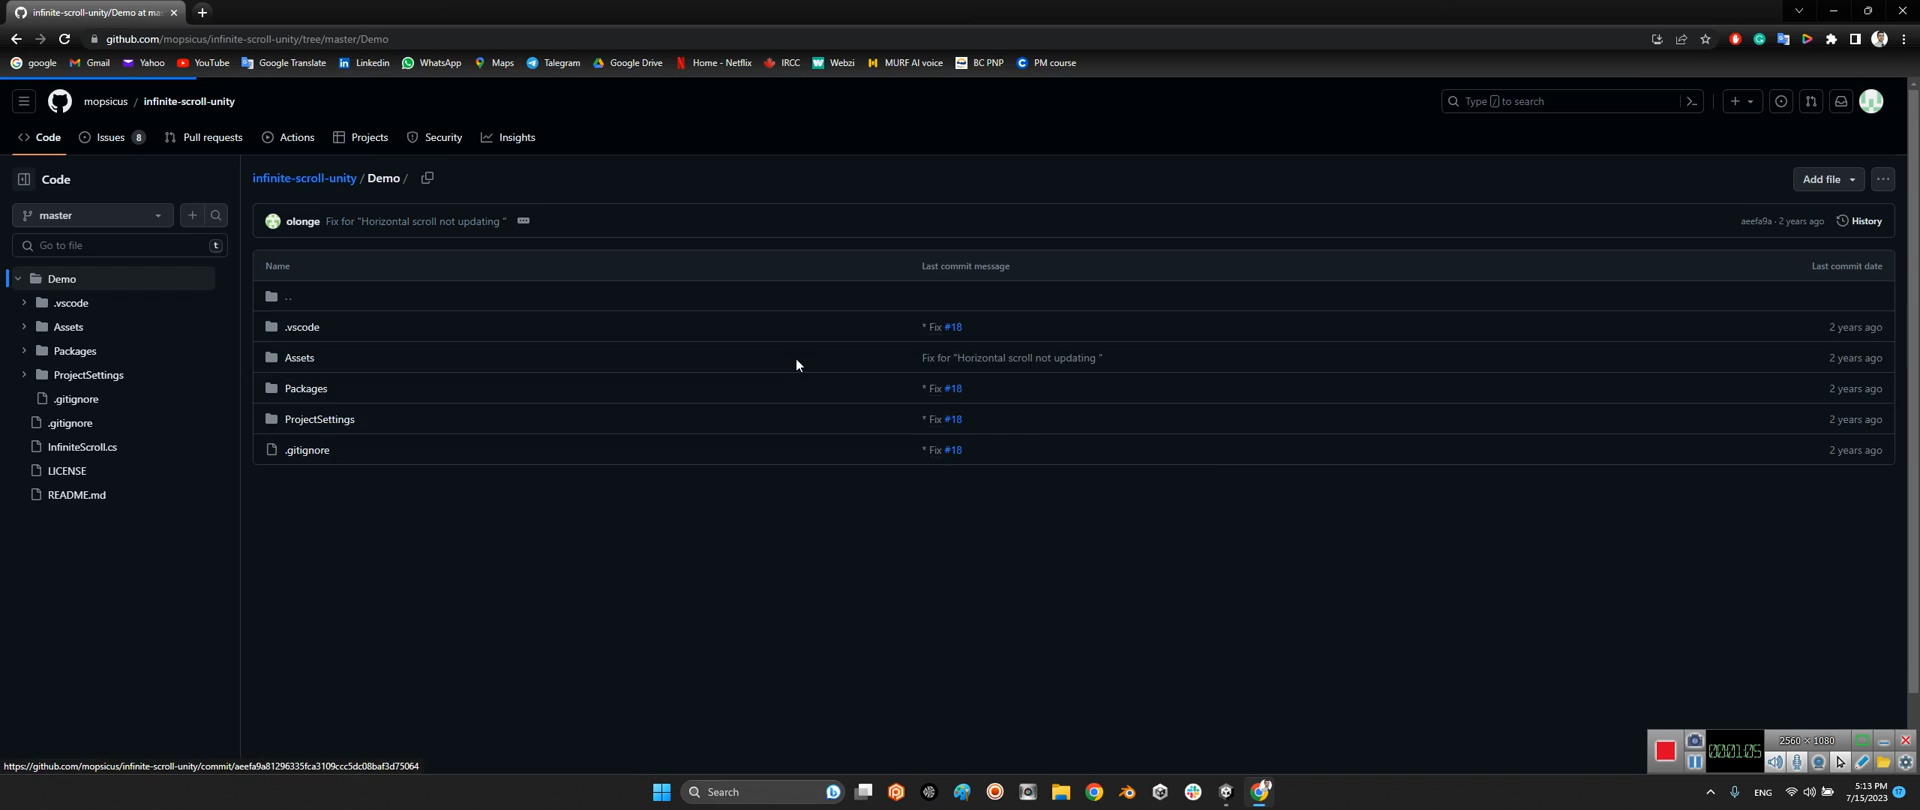 infinite-scroll-unity/Demo at ma
github.com/mopsicus/infinite-scroll-unity/tree/master/Demo
google Gmail Yahoo YouTube Google Translate Linkedin WhatsApp Maps Talegram Google Drive Home - Netflix IRCC Webzi MURF AI voice BC PNP PM course
mopsicus / infinite-scroll-unity
Type / to search
Code Issues 8 Pull requests Actions Projects Security Insights
Code
infinite-scroll-unity / Demo /
Add file
master
olonge Fix for "Horizontal scroll not updating "
aeefa9a · 2 years ago History
Go to file t
Name Last commit message Last commit date
Demo
..
.vscode
.vscode * Fix #18 2 years ago
Assets
Assets Fix for "Horizontal scroll not updating " 2 years ago
Packages
Packages * Fix #18 2 years ago
ProjectSettings
ProjectSettings * Fix #18 2 years ago
.gitignore
.gitignore * Fix #18 2 years ago
.gitignore
InfiniteScroll.cs
LICENSE
README.md
00:01:05
2560 × 1080
https://github.com/mopsicus/infinite-scroll-unity/commit/aeefa9a81296335fca3109ccc5dc08baf3d75064
Search
ENG
5:13 PM
7/15/2023
17